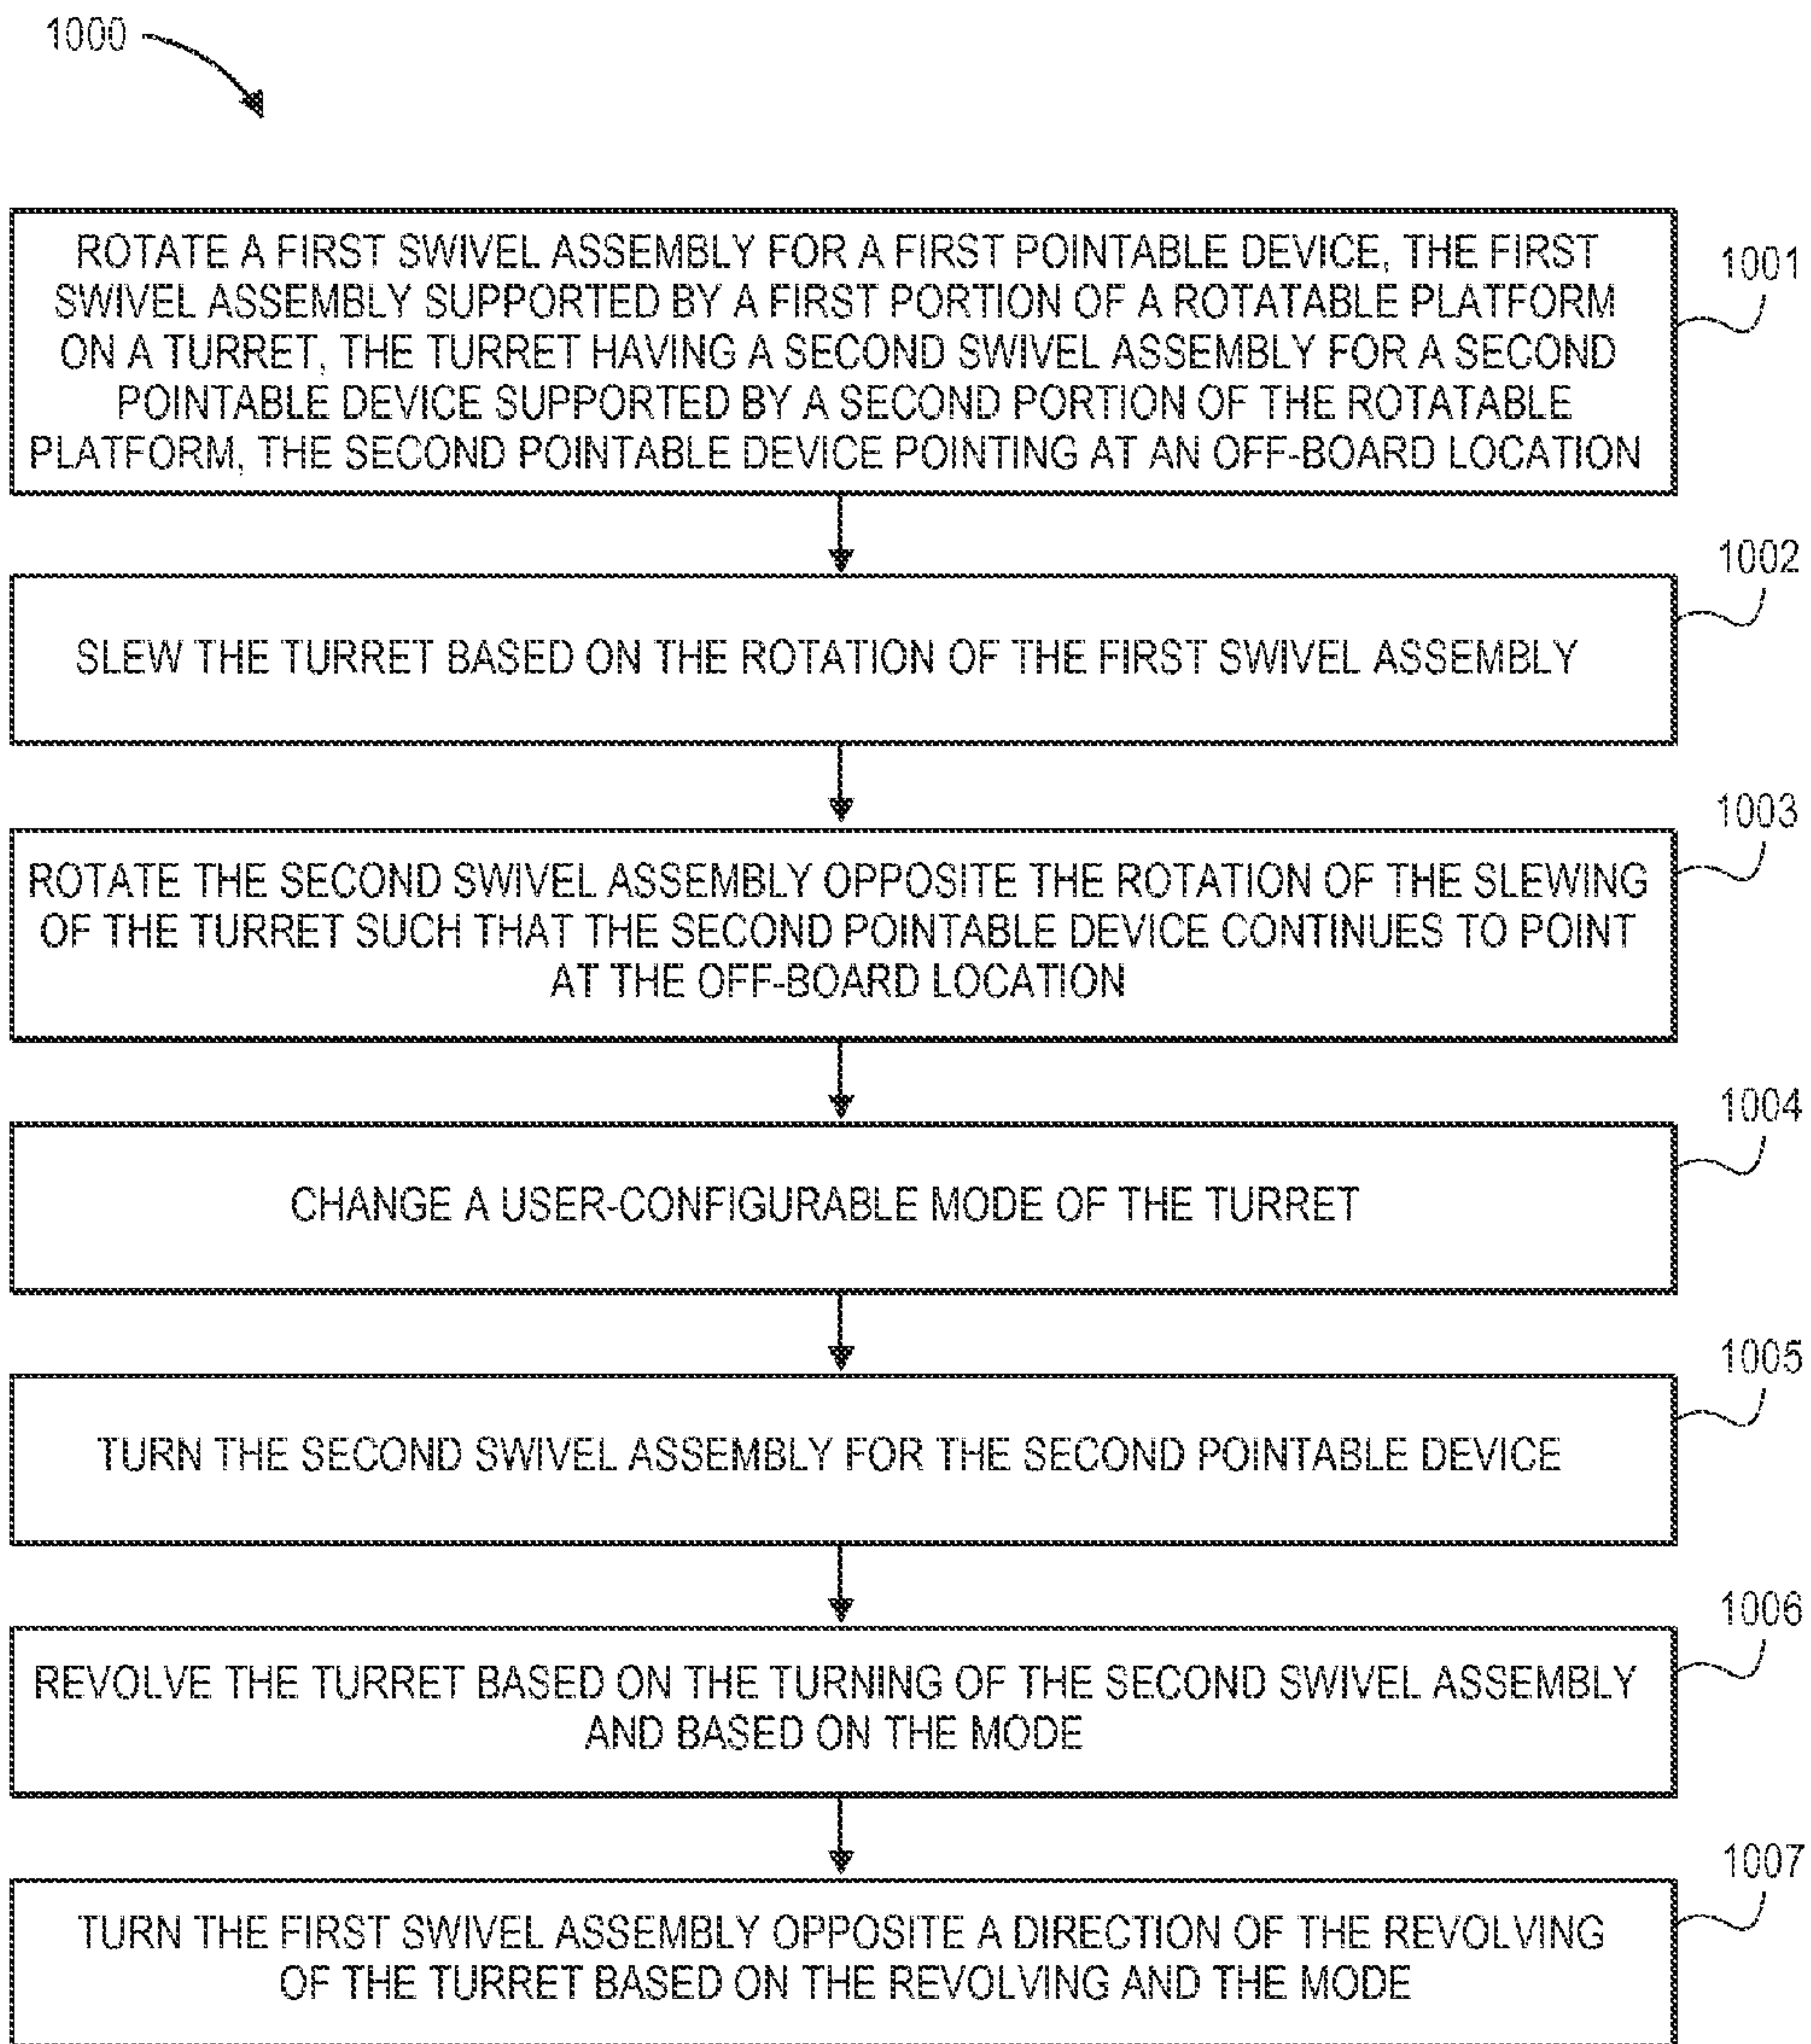 1000
ROTATE A FIRST SWIVEL ASSEMBLY FOR A FIRST POINTABLE DEVICE, THE FIRST
SWIVEL ASSEMBLY SUPPORTED BY A FIRST PORTION OF A ROTATABLE PLATFORM
ON A TURRET, THE TURRET HAVING A SECOND SWIVEL ASSEMBLY FOR A SECOND
POINTABLE DEVICE SUPPORTED BY A SECOND PORTION OF THE ROTATABLE
PLATFORM, THE SECOND POINTABLE DEVICE POINTING AT AN OFF-BOARD LOCATION
1001
SLEW THE TURRET BASED ON THE ROTATION OF THE FIRST SWIVEL ASSEMBLY
1002
ROTATE THE SECOND SWIVEL ASSEMBLY OPPOSITE THE ROTATION OF THE SLEWING
OF THE TURRET SUCH THAT THE SECOND POINTABLE DEVICE CONTINUES TO POINT
AT THE OFF-BOARD LOCATION
1003
CHANGE A USER-CONFIGURABLE MODE OF THE TURRET
1004
TURN THE SECOND SWIVEL ASSEMBLY FOR THE SECOND POINTABLE DEVICE
1005
REVOLVE THE TURRET BASED ON THE TURNING OF THE SECOND SWIVEL ASSEMBLY
AND BASED ON THE MODE
1006
TURN THE FIRST SWIVEL ASSEMBLY OPPOSITE A DIRECTION OF THE REVOLVING
OF THE TURRET BASED ON THE REVOLVING AND THE MODE
1007